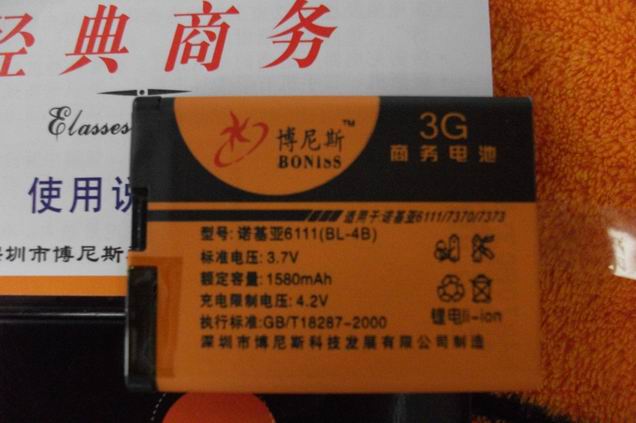 经典商务
Elasses
使用说
深圳市博尼斯
博尼斯™
BONisS
3G
商务电池
适用于诺基亚6111/7370/7373
型号:诺基亚6111(BL-4B)
标准电压:3.7V
额定容量:1580mAh
充电限制电压:4.2V
执行标准:GB/T18287-2000
锂电li-ion
深圳市博尼斯科技发展有限公司制造